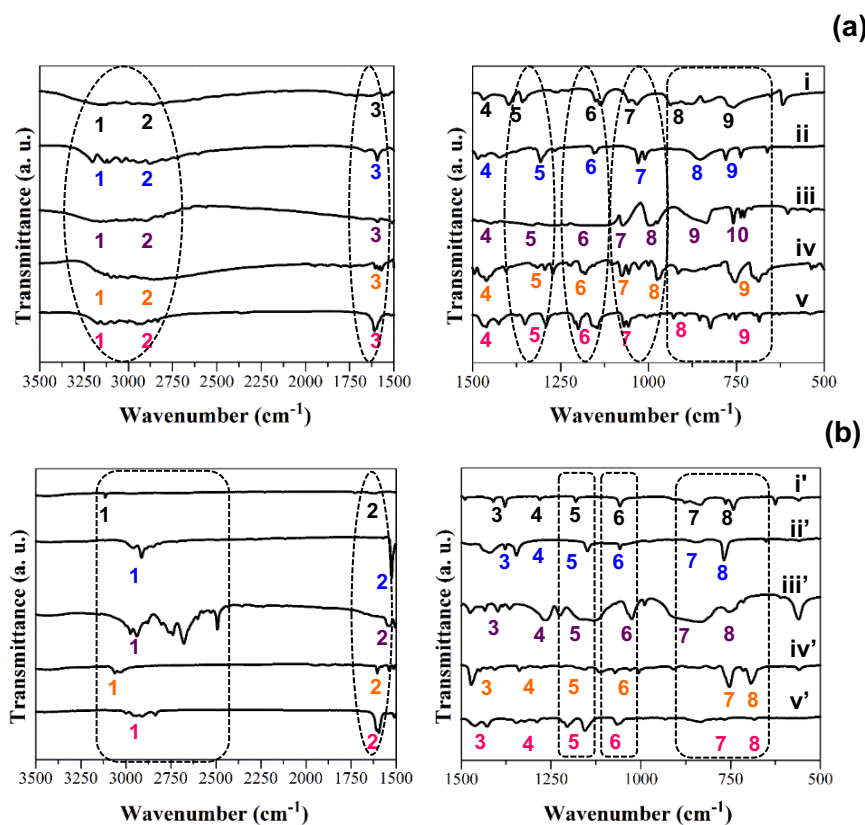 (a)
Transmittance (a. u.)
1 2 3
1 2 3
1 2 3
1 2 3
1 2 3
3500 3250 3000 2750 2500 2250 2000 1750 1500
Wavenumber (cm-1)
Transmittance (a. u.)
i
4 5 6 7 8 9
ii
4 5 6 7 8 9
iii
4 5 6 7 8 9 10
iv
4 5 6 7 8 9
v
4 5 6 7 8 9
1500 1250 1000 750 500
Wavenumber (cm-1)
(b)
Transmittance (a. u.)
1 2
1 2
1 2
1 2
1 2
3500 3250 3000 2750 2500 2250 2000 1750 1500
Wavenumber (cm-1)
Transmittance (a. u.)
i'
3 4 5 6 7 8
ii’
3 4 5 6 7 8
iii’
3 4 5 6 7 8
iv’
3 4 5 6 7 8
v’
3 4 5 6 7 8
1500 1250 1000 750 500
Wavenumber (cm-1)